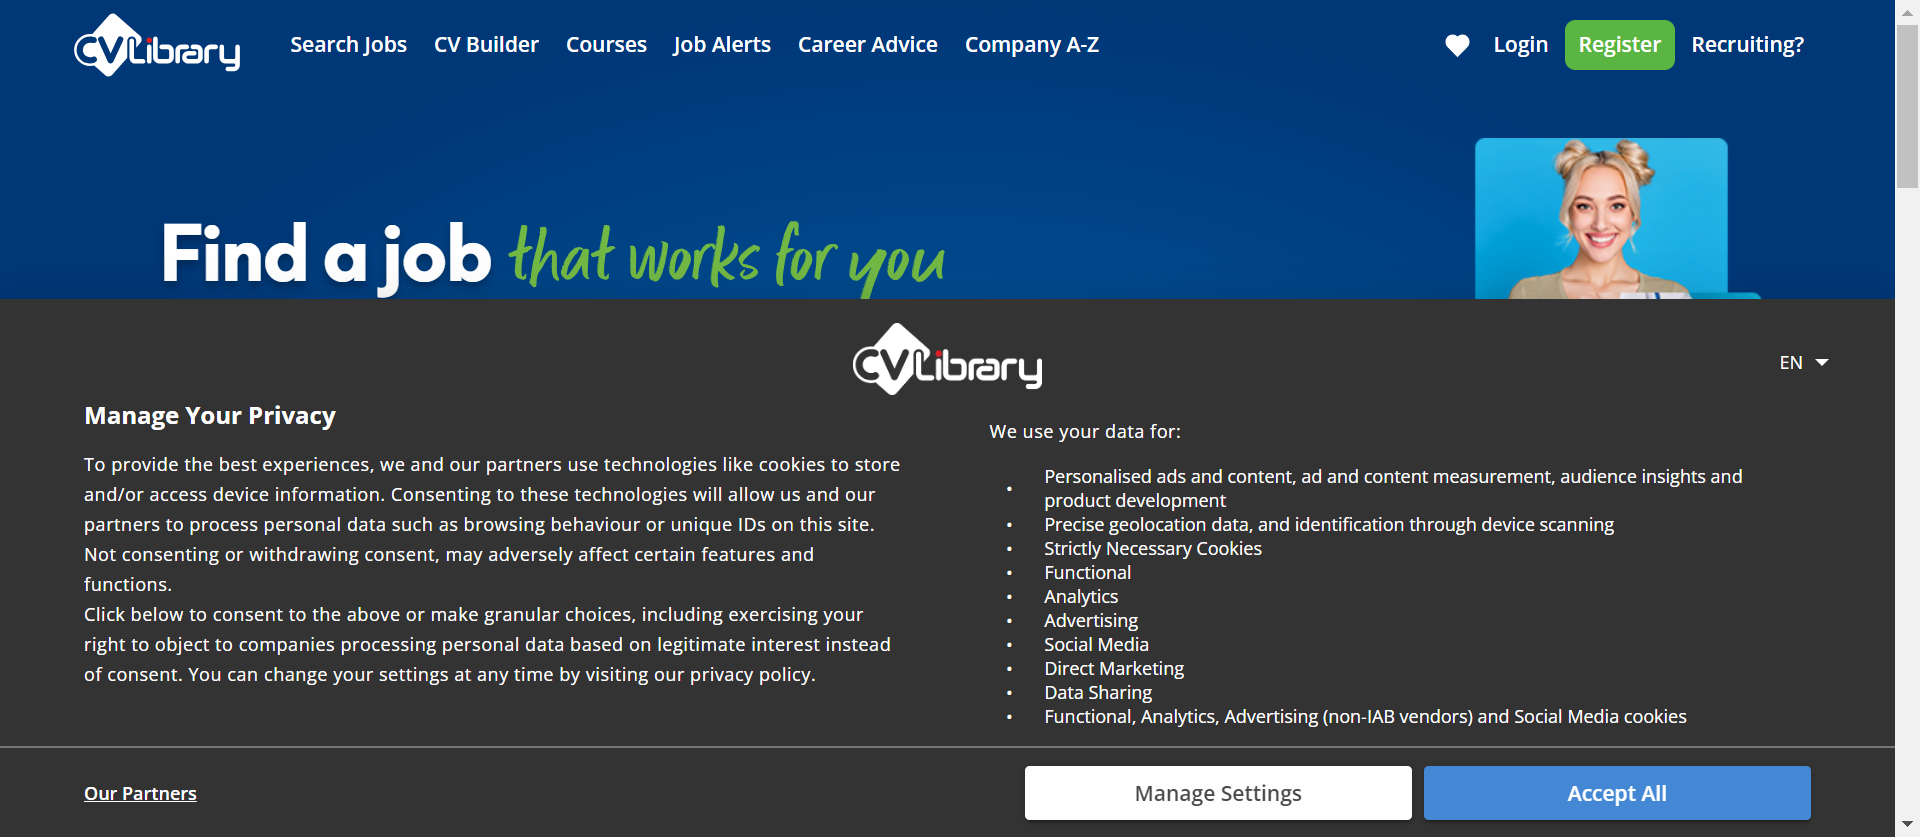 CVLibrary
Search Jobs
CV Builder
Courses
Job Alerts
Career Advice
Company A-Z
Login
Register
Recruiting?
Find a job that works for you
CVLibrary
EN
Manage Your Privacy
To provide the best experiences, we and our partners use technologies like cookies to store
and/or access device information. Consenting to these technologies will allow us and our
partners to process personal data such as browsing behaviour or unique IDs on this site.
Not consenting or withdrawing consent, may adversely affect certain features and
functions.
Click below to consent to the above or make granular choices, including exercising your
right to object to companies processing personal data based on legitimate interest instead
of consent. You can change your settings at any time by visiting our privacy policy.
We use your data for:
• Personalised ads and content, ad and content measurement, audience insights and
product development
• Precise geolocation data, and identification through device scanning
• Strictly Necessary Cookies
• Functional
• Analytics
• Advertising
• Social Media
• Direct Marketing
• Data Sharing
• Functional, Analytics, Advertising (non-IAB vendors) and Social Media cookies
Our Partners
Manage Settings
Accept All